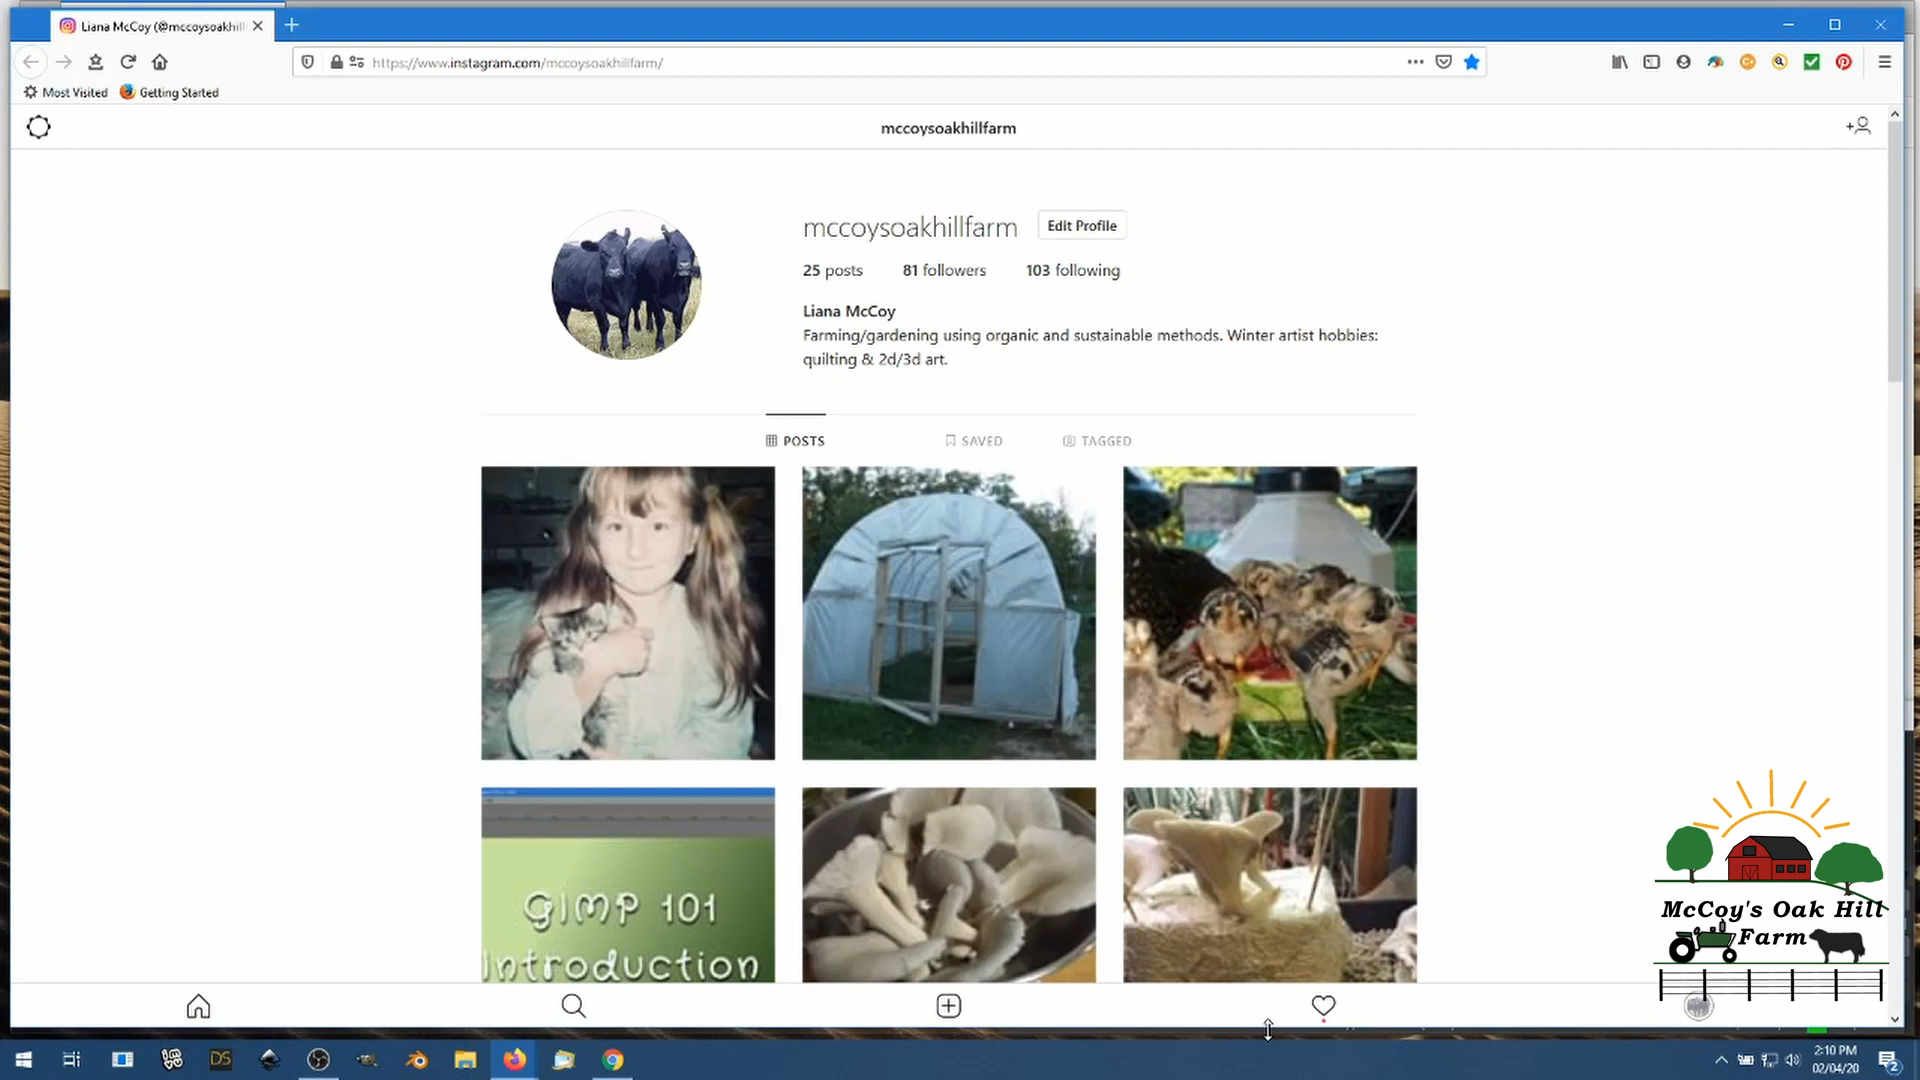 Liana McCoy (@mccoysoakhill
https://www.instagram.com/mccoysoakhillfarm/
Most Visited
Getting Started
mccoysoakhillfarm
mccoysoakhillfarm
Edit Profile
25 posts
81 followers
103 following
Liana McCoy
Farming/gardening using organic and sustainable methods. Winter artist hobbies:
quilting & 2d/3d art.
POSTS
SAVED
TAGGED
GIMP 101
Introduction
McCoy's Oak Hill
Farm
DS
2:10 PM
02/04/20
2